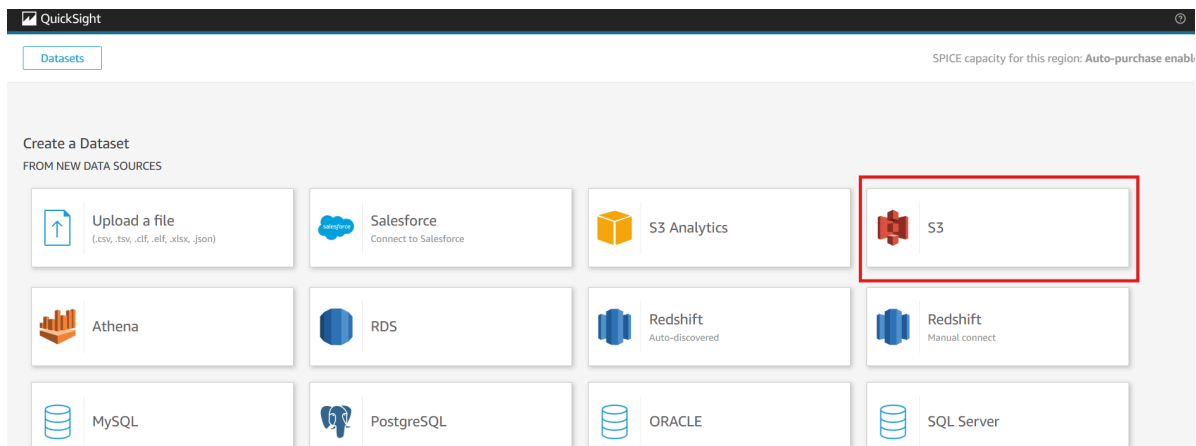 QuickSight
Datasets
SPICE capacity for this region: Auto-purchase enable
Create a Dataset
FROM NEW DATA SOURCES
Upload a file
(.csv, .tsv, .clf, .elf, .xlsx, .json)
salesforce
Salesforce
Connect to Salesforce
S3 Analytics
S3
Athena
RDS
Redshift
Auto-discovered
Redshift
Manual connect
MySQL
PostgreSQL
ORACLE
SQL Server